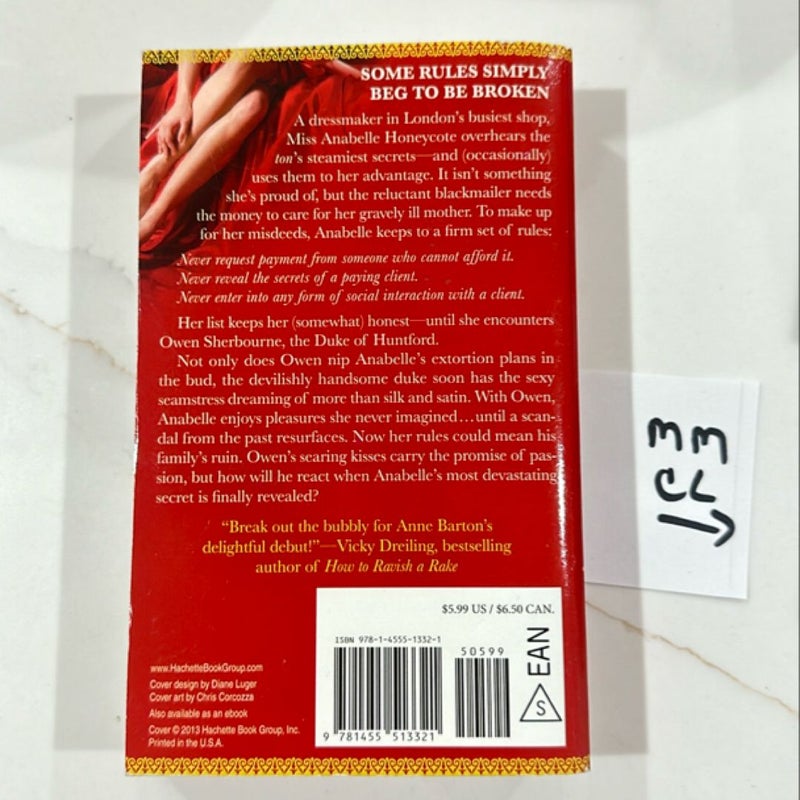 SOME RULES SIMPLY
BEG TO BE BROKEN
A dressmaker in London's busiest shop,
Miss Anabelle Honeycote overhears the
ton's steamiest secrets—and (occasionally)
uses them to her advantage. It isn't something
she's proud of, but the reluctant blackmailer needs
the money to care for her gravely ill mother. To make up
for her misdeeds, Anabelle keeps to a firm set of rules:
Never request payment from someone who cannot afford it.
Never reveal the secrets of a paying client.
Never enter into any form of social interaction with a client.
Her list keeps her (somewhat) honest—until she encounters
Owen Sherbourne, the Duke of Huntford.
Not only does Owen nip Anabelle's extortion plans in
the bud, the devilishly handsome duke soon has the sexy
seamstress dreaming of more than silk and satin. With Owen,
Anabelle enjoys pleasures she never imagined...until a scan-
dal from the past resurfaces. Now her rules could mean his
family's ruin. Owen's searing kisses carry the promise of pas-
sion, but how will he react when Anabelle's most devastating
secret is finally revealed?
"Break out the bubbly for Anne Barton's
delightful debut!"—Vicky Dreiling, bestselling
author of How to Ravish a Rake
$5.99 US / $6.50 CAN.
ISBN 978-1-4555-1332-1
50599
9 781455 513321
S EAN
www.HachetteBookGroup.com
Cover design by Diane Luger
Cover art by Chris Corcozza
Also available as an ebook
Cover © 2013 Hachette Book Group, Inc.
Printed in the U.S.A.